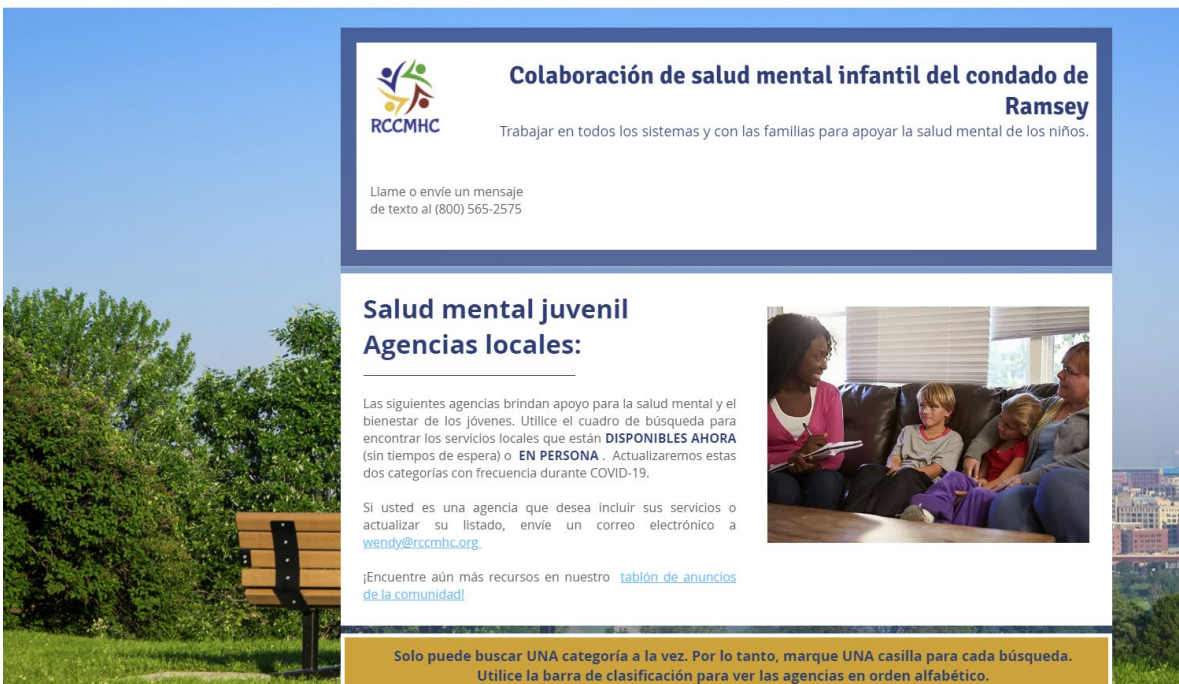 RCCMHC
Colaboración de salud mental infantil del condado de
Ramsey
Trabajar en todos los sistemas y con las familias para apoyar la salud mental de los niños.
Llame o envíe un mensaje
de texto al (800) 565-2575
Salud mental juvenil
Agencias locales:
Las siguientes agencias brindan apoyo para la salud mental y el
bienestar de los jóvenes. Utilice el cuadro de búsqueda para
encontrar los servicios locales que están DISPONIBLES AHORA
(sin tiempos de espera) o EN PERSONA . Actualizaremos estas
dos categorías con frecuencia durante COVID-19.
Si usted es una agencia que desea incluir sus servicios o
actualizar su listado, envíe un correo electrónico a
wendy@rccmhc.org
¡Encuentre aún más recursos en nuestro tablón de anuncios
de la comunidad!
Solo puede buscar UNA categoría a la vez. Por lo tanto, marque UNA casilla para cada búsqueda.
Utilice la barra de clasificación para ver las agencias en orden alfabético.